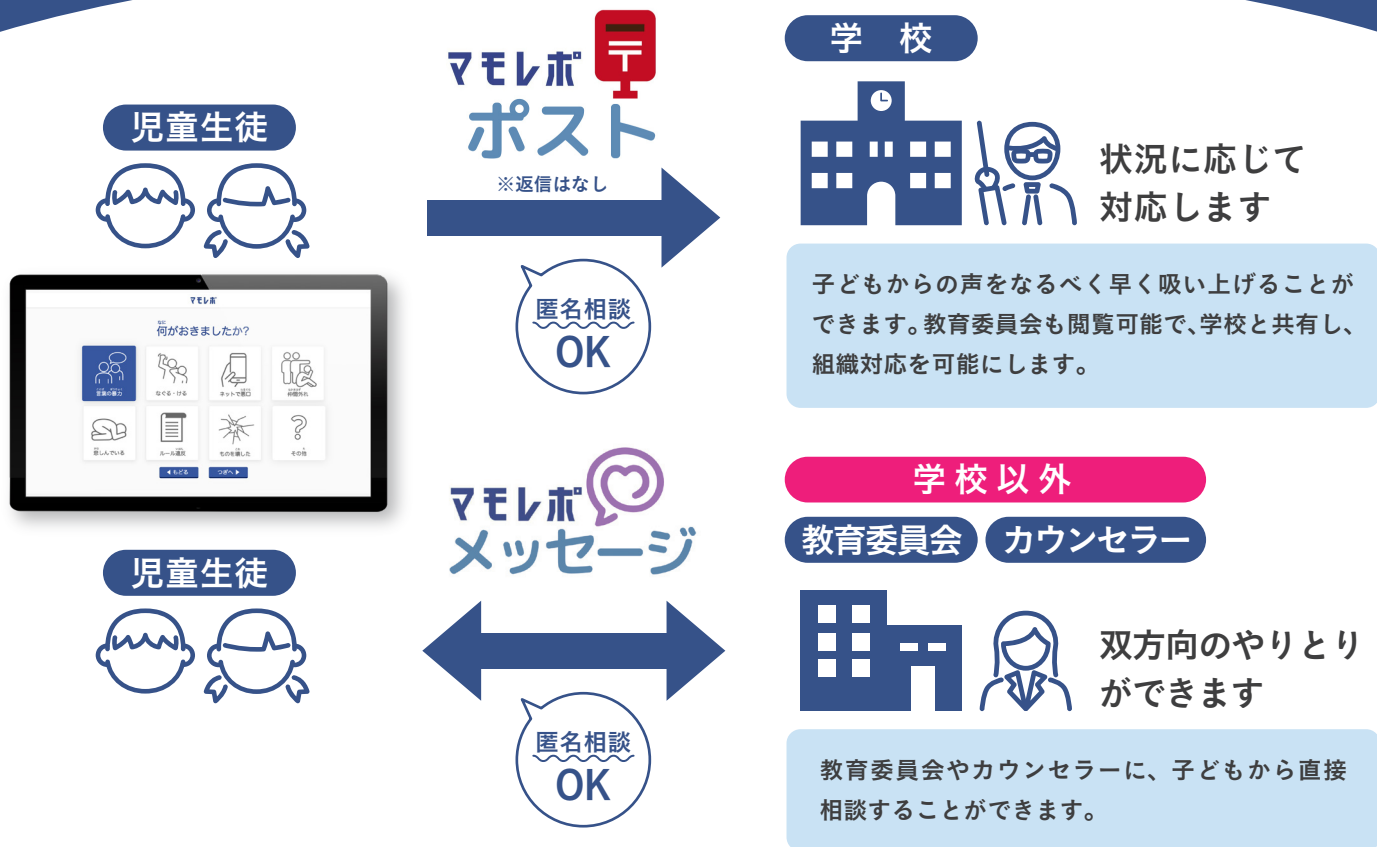 児童生徒
マモレポ
ポスト
※返信はなし
匿名相談
OK
学校
状況に応じて
対応します
子どもからの声をなるべく早く吸い上げることが
できます。教育委員会も閲覧可能で、学校と共有し、
組織対応を可能にします。
マモレポ
なに
何がおきましたか?
言葉の暴力
なぐる・ける
ネットで悪口
仲間外れ
悲しんでいる
ルール違反
ものを壊した
その他
◀もどる
つぎへ▶
児童生徒
マモレポ
メッセージ
匿名相談
OK
学校以外
教育委員会
カウンセラー
双方向のやりとり
ができます
教育委員会やカウンセラーに、子どもから直接
相談することができます。